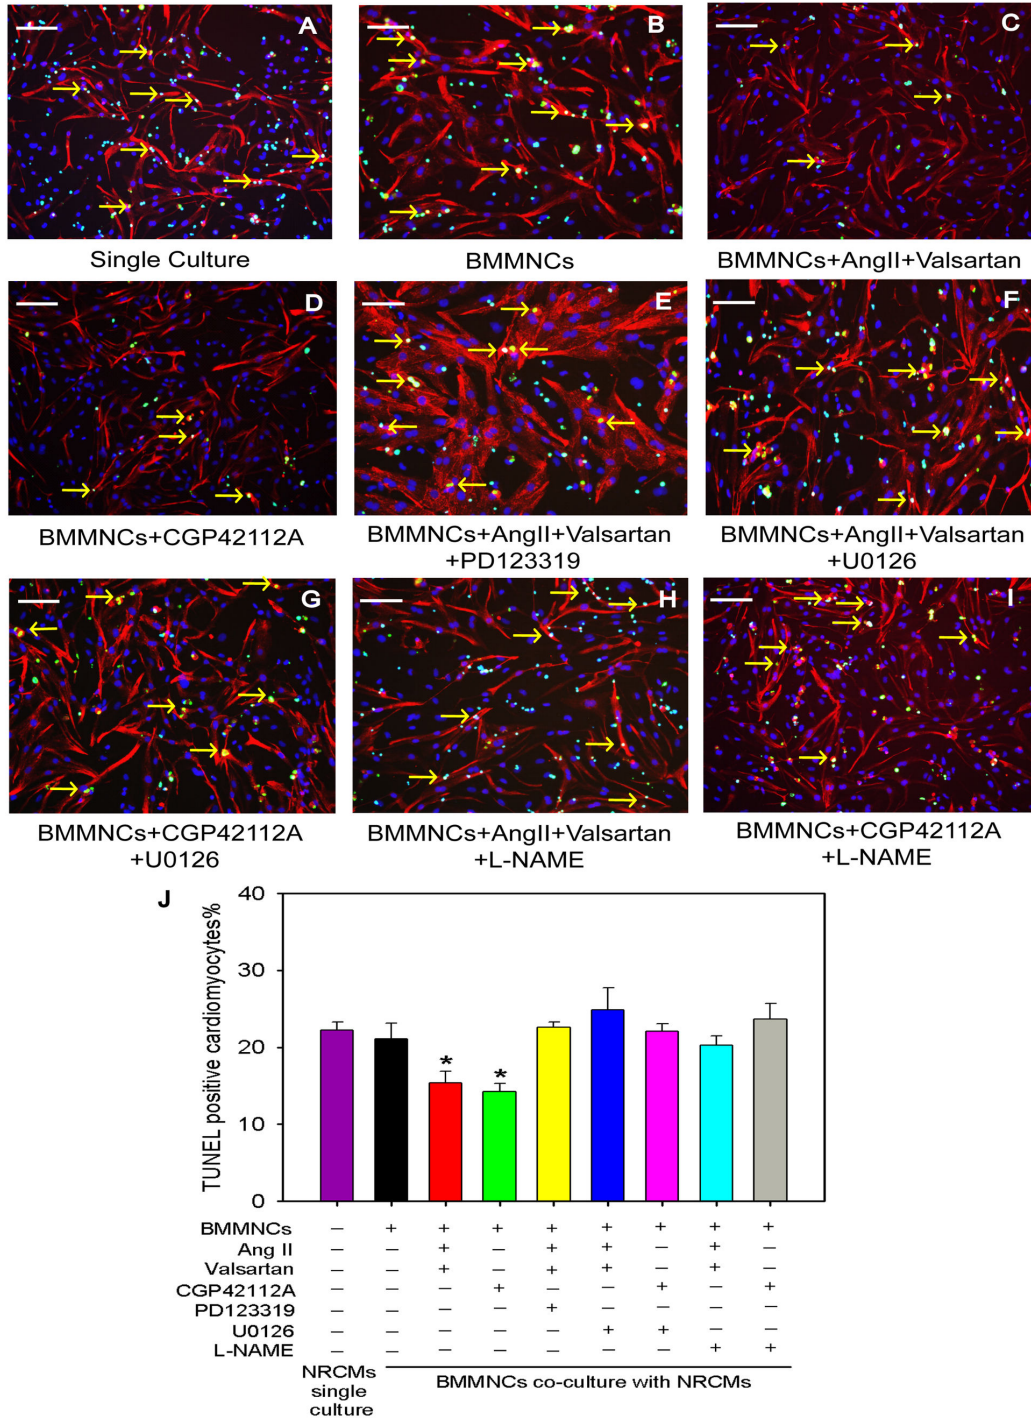 A
B
C
Single Culture
BMMNCs
BMMNCs+AngII+Valsartan
D
E
F
BMMNCs+CGP42112A
BMMNCs+AngII+Valsartan
+PD123319
BMMNCs+AngII+Valsartan
+U0126
G
H
I
BMMNCs+CGP42112A
+U0126
BMMNCs+AngII+Valsartan
+L-NAME
BMMNCs+CGP42112A
+L-NAME
J
TUNEL positive cardiomyocytes%
40
30
20
10
0
* *
BMMNCs – + + + + + + + +
Ang II – – + – + + – + –
Valsartan – – + – + + – + –
CGP42112A – – – + – – + – +
PD123319 – – – – + – – – –
U0126 – – – – – + + – –
L-NAME – – – – – – – + +
NRCMs
single
culture
BMMNCs co-culture with NRCMs